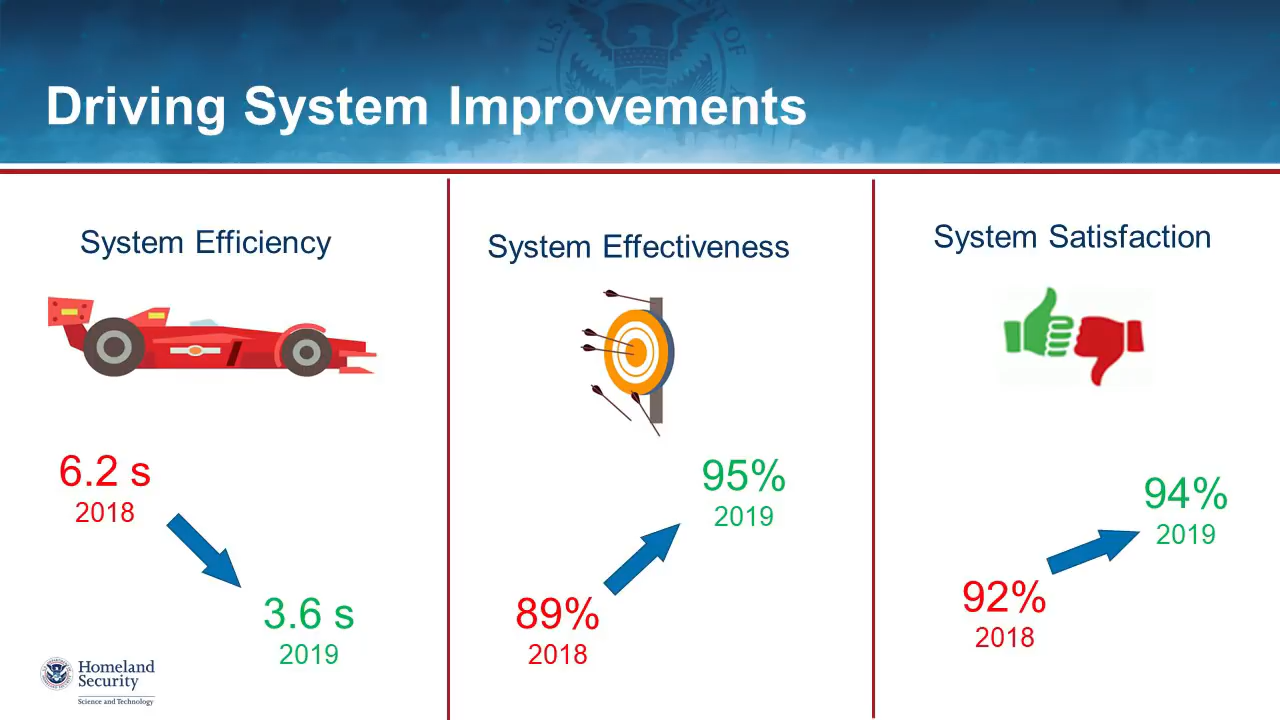 Driving System Improvements
System Efficiency
6.2 s
2018
3.6 s
2019
System Effectiveness
95%
2019
89%
2018
System Satisfaction
94%
2019
92%
2018
Homeland
Security
Science and Technology